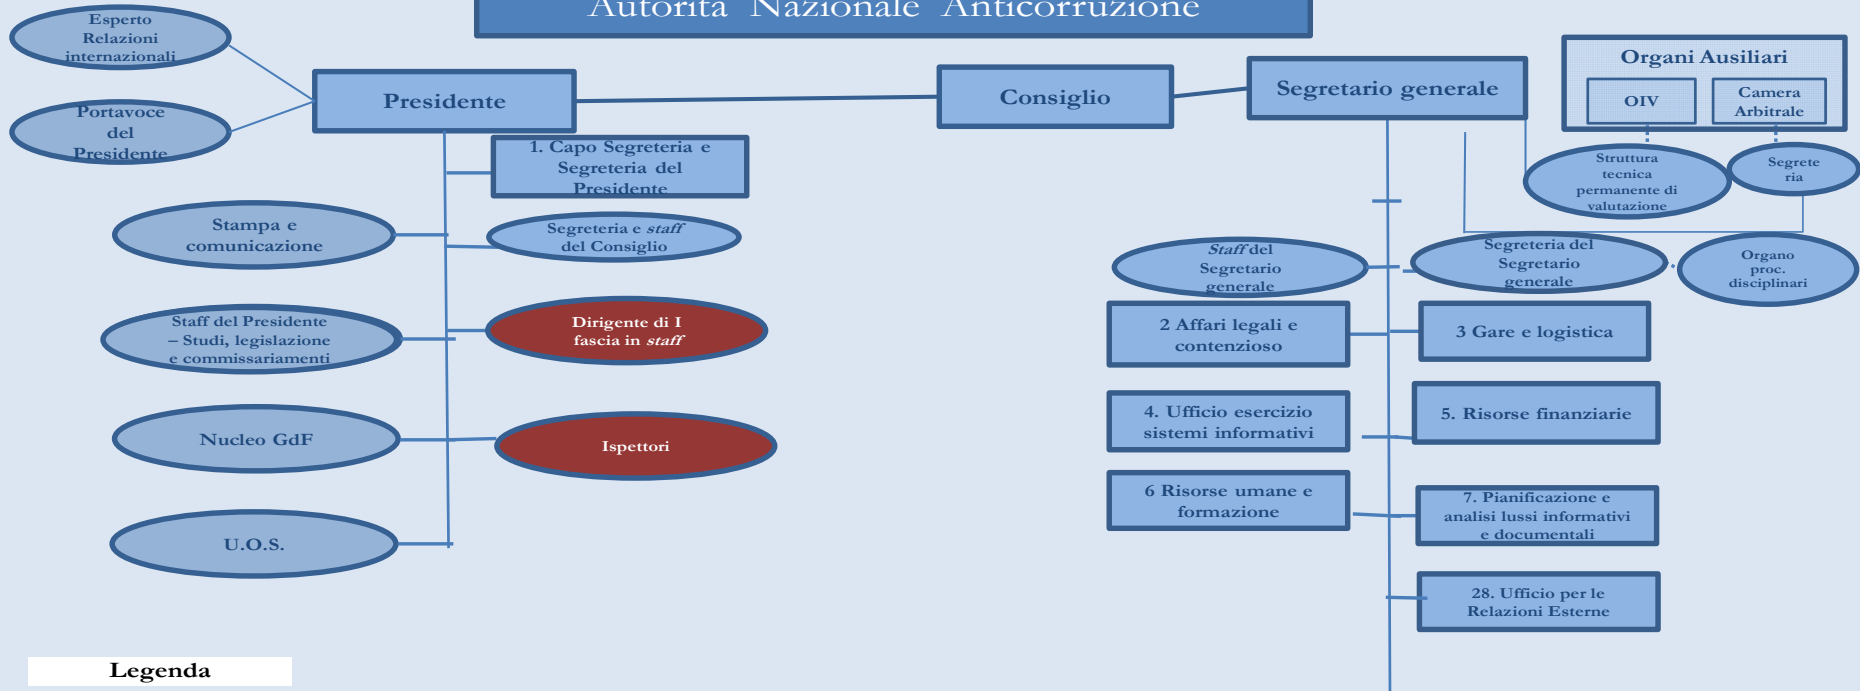 Autorità Nazionale Anticorruzione
Esperto
Relazioni
internazionali
Portavoce
del
Presidente
Presidente
Consiglio
Segretario generale
Organi Ausiliari
OIV
Camera
Arbitrale
1. Capo Segreteria e
Segreteria del
Presidente
Struttura
tecnica
permanente di
valutazione
Segrete
ria
Stampa e
comunicazione
Segreteria e staff
del Consiglio
Staff del
Segretario
generale
Segreteria del
Segretario
generale
Organo
proc.
disciplinari
Staff del Presidente
– Studi, legislazione
e commissariamenti
Dirigente di I
fascia in staff
2 Affari legali e
contenzioso
3 Gare e logistica
Nucleo GdF
Ispettori
4. Ufficio esercizio
sistemi informativi
5. Risorse finanziarie
U.O.S.
6 Risorse umane e
formazione
7. Pianificazione e
analisi lussi informativi
e documentali
28. Ufficio per le
Relazioni Esterne
Legenda